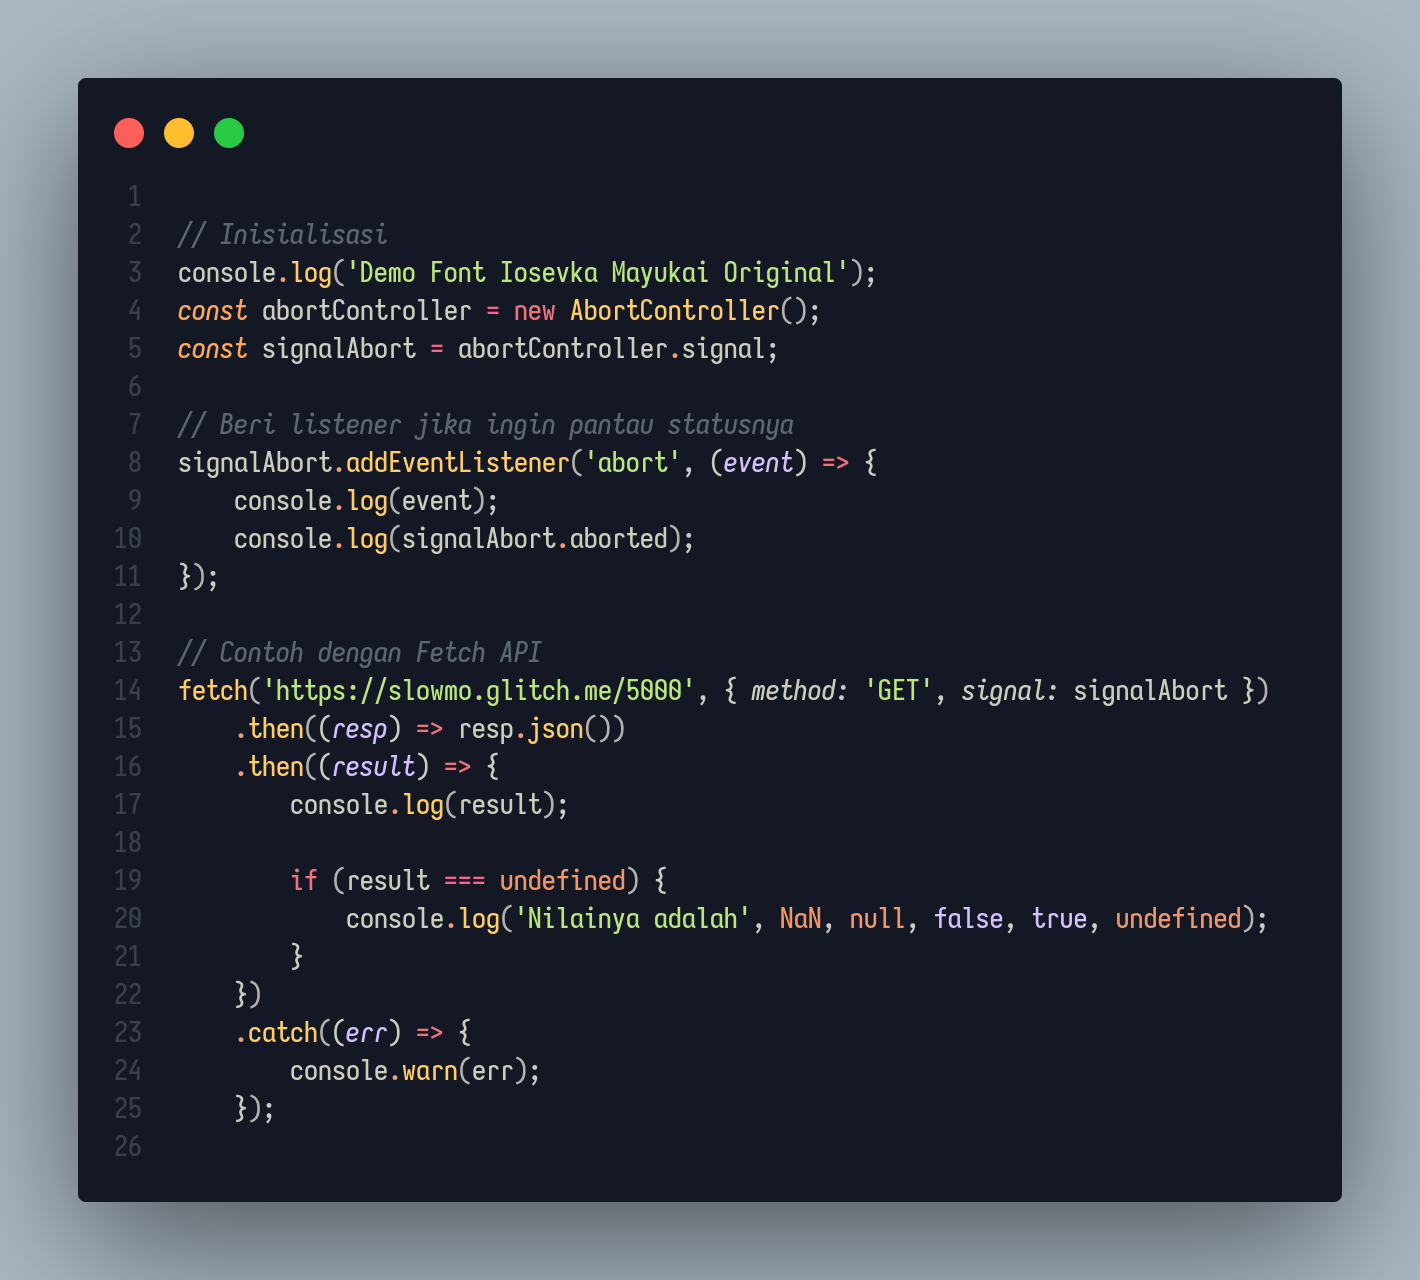 1
2 // Inisialisasi
3 console.log('Demo Font Iosevka Mayukai Original');
4 const abortController = new AbortController();
5 const signalAbort = abortController.signal;
6
7 // Beri listener jika ingin pantau statusnya
8 signalAbort.addEventListener('abort', (event) => {
9     console.log(event);
10     console.log(signalAbort.aborted);
11 });
12
13 // Contoh dengan Fetch API
14 fetch('https://slowmo.glitch.me/5000', { method: 'GET', signal: signalAbort })
15     .then((resp) => resp.json())
16     .then((result) => {
17         console.log(result);
18
19         if (result === undefined) {
20             console.log('Nilainya adalah', NaN, null, false, true, undefined);
21         }
22     })
23     .catch((err) => {
24         console.warn(err);
25     });
26